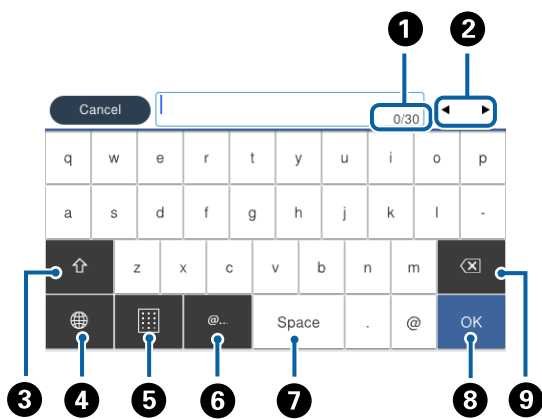 1 2
Cancel 0/30
q w e r t y u i o p
a s d f g h j k l -
z x c v b n m
@... Space . @ OK
3 4 5 6 7 8 9